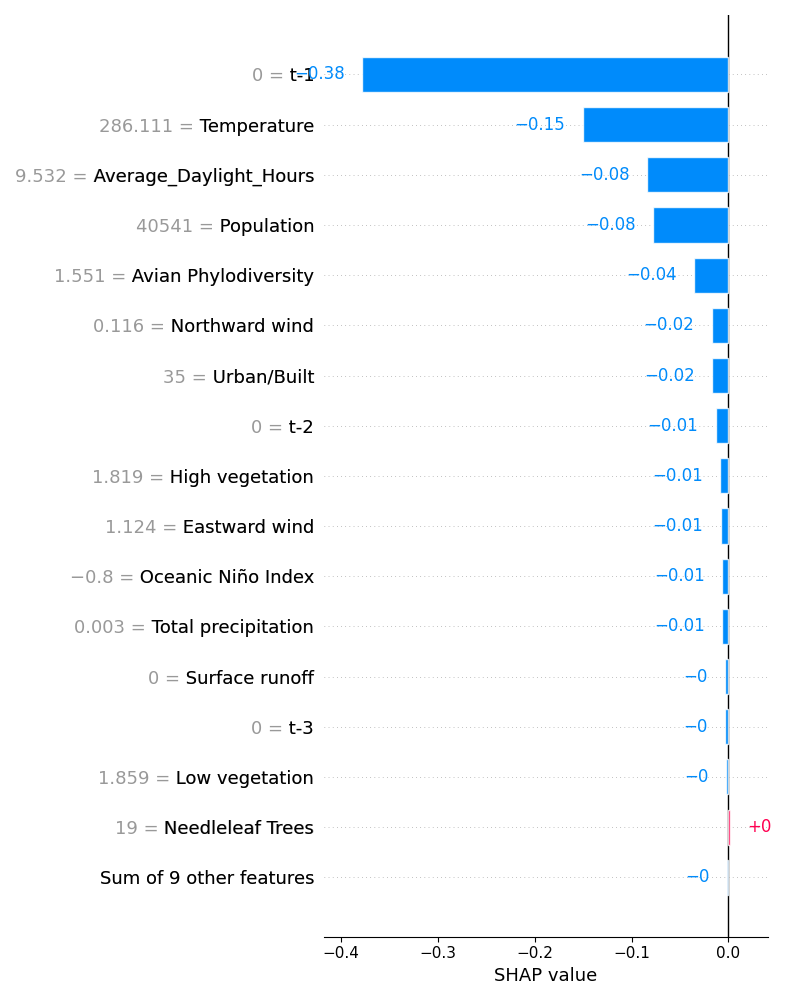 0 = t-1 −0.38
286.111 = Temperature −0.15
9.532 = Average_Daylight_Hours −0.08
40541 = Population −0.08
1.551 = Avian Phylodiversity −0.04
0.116 = Northward wind −0.02
35 = Urban/Built −0.02
0 = t-2 −0.01
1.819 = High vegetation −0.01
1.124 = Eastward wind −0.01
−0.8 = Oceanic Niño Index −0.01
0.003 = Total precipitation −0.01
0 = Surface runoff −0
0 = t-3 −0
1.859 = Low vegetation −0
19 = Needleleaf Trees +0
Sum of 9 other features −0
−0.4 −0.3 −0.2 −0.1 0.0
SHAP value